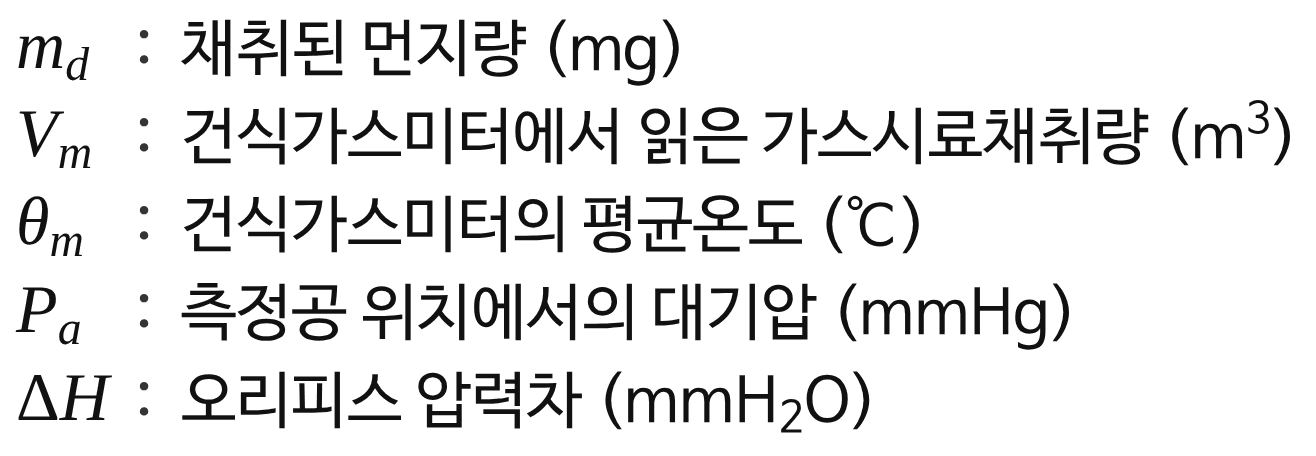 m_d : 채취된 먼지량 (mg)
V_m : 건식가스미터에서 읽은 가스시료채취량 (m³)
θ_m : 건식가스미터의 평균온도 (℃)
P_a : 측정공 위치에서의 대기압 (mmHg)
ΔH : 오리피스 압력차 (mmH₂O)